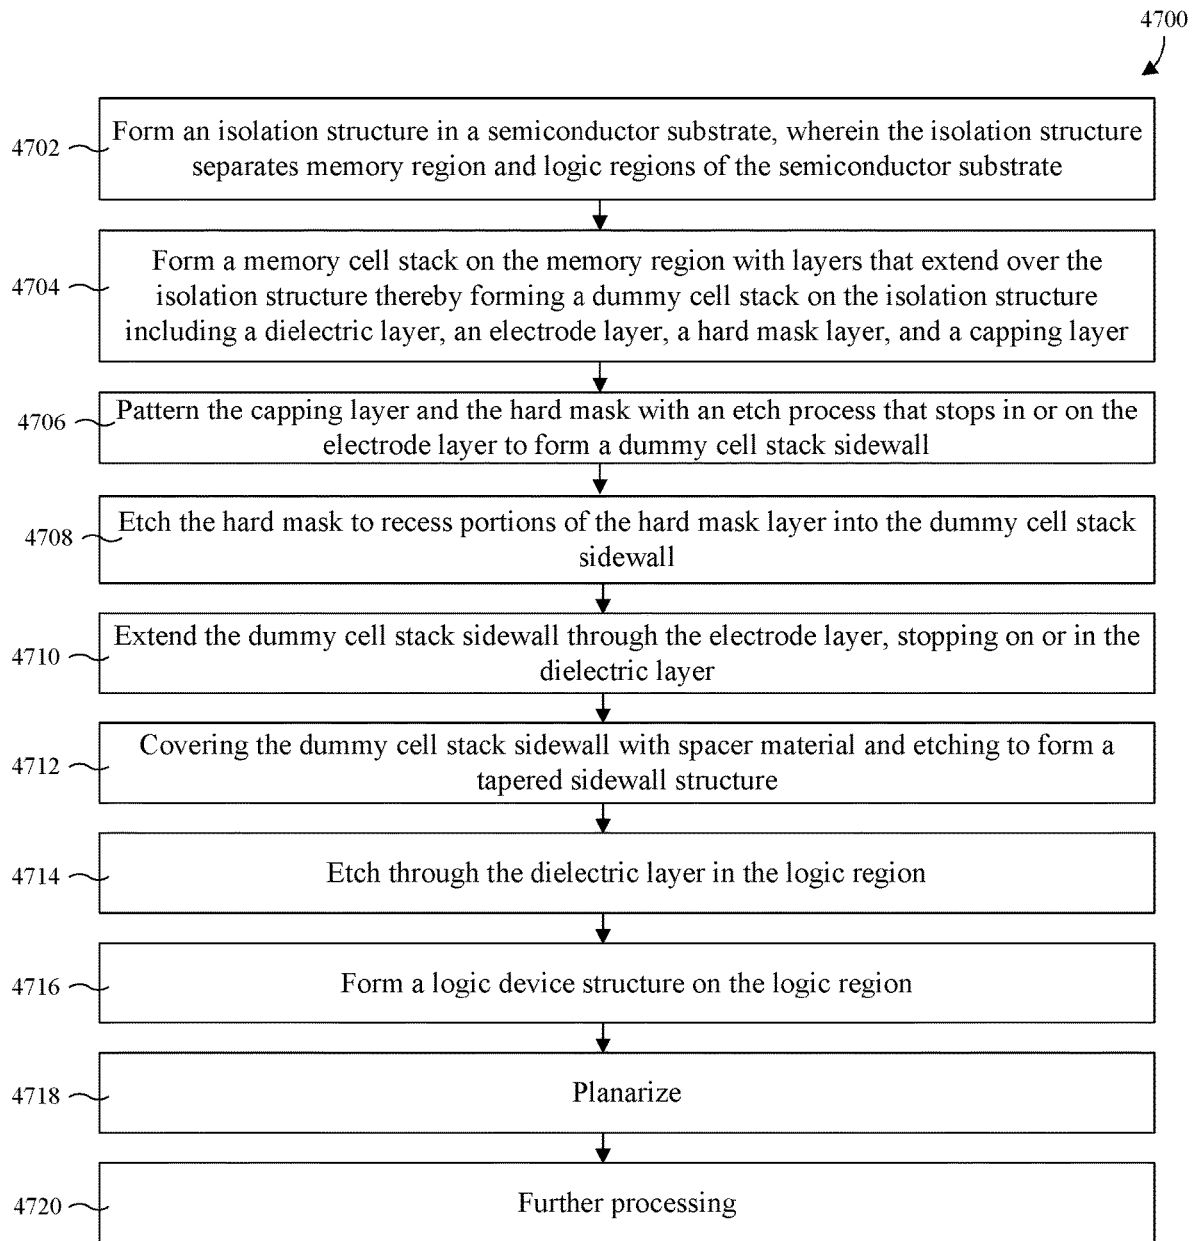 4700
4702
Form an isolation structure in a semiconductor substrate, wherein the isolation structure
separates memory region and logic regions of the semiconductor substrate
4704
Form a memory cell stack on the memory region with layers that extend over the
isolation structure thereby forming a dummy cell stack on the isolation structure
including a dielectric layer, an electrode layer, a hard mask layer, and a capping layer
4706
Pattern the capping layer and the hard mask with an etch process that stops in or on the
electrode layer to form a dummy cell stack sidewall
4708
Etch the hard mask to recess portions of the hard mask layer into the dummy cell stack
sidewall
4710
Extend the dummy cell stack sidewall through the electrode layer, stopping on or in the
dielectric layer
4712
Covering the dummy cell stack sidewall with spacer material and etching to form a
tapered sidewall structure
4714
Etch through the dielectric layer in the logic region
4716
Form a logic device structure on the logic region
4718
Planarize
4720
Further processing